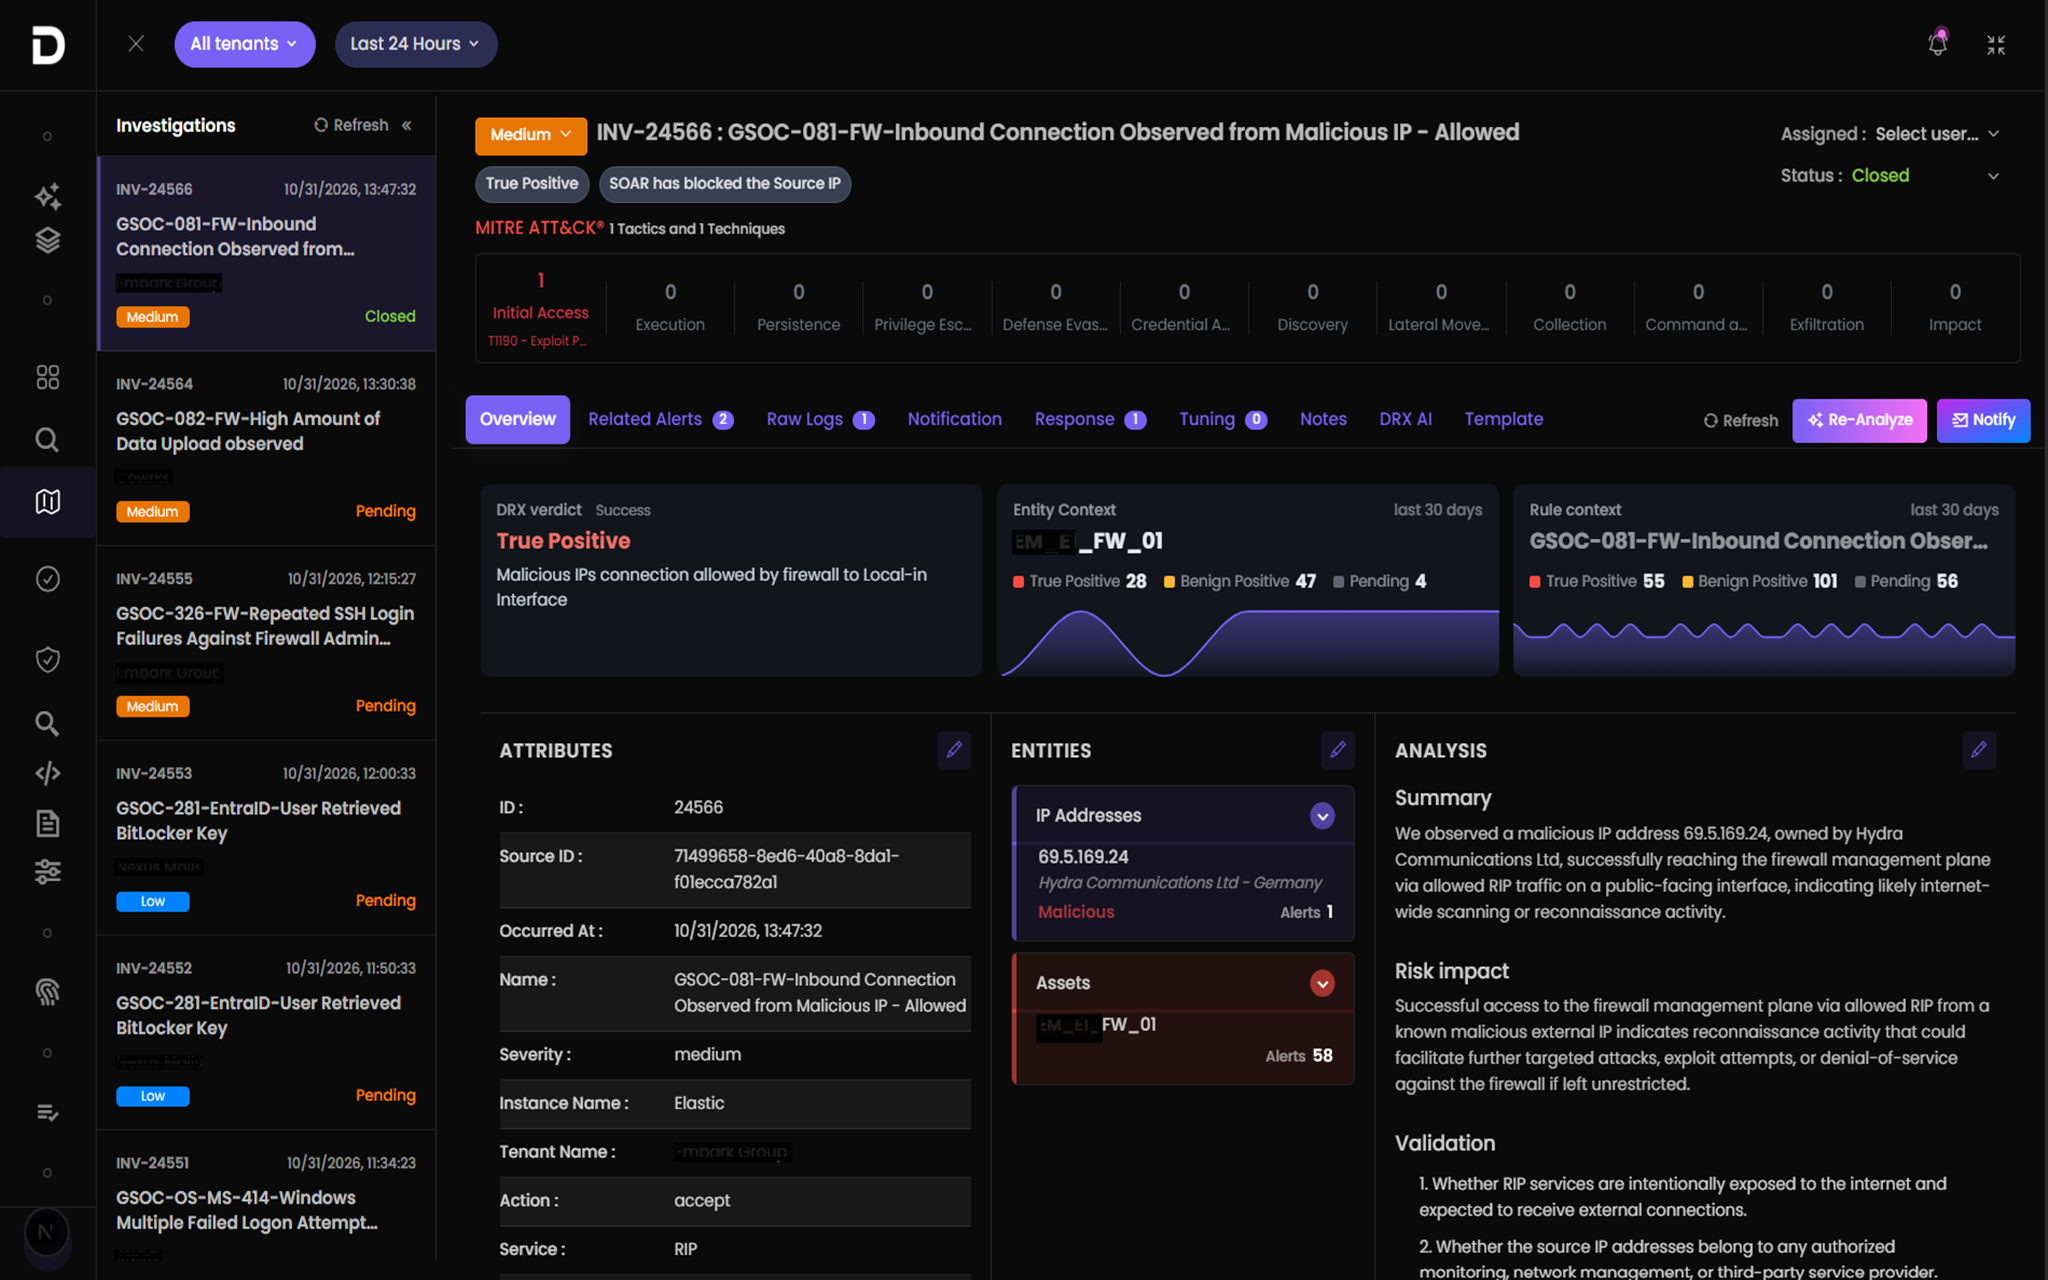 D
All tenants
Last 24 Hours
Investigations
Refresh
INV-24566 10/31/2026, 13:47:32
GSOC-081-FW-Inbound
Connection Observed from...
Embark Group
Medium Closed
INV-24564 10/31/2026, 13:30:38
GSOC-082-FW-High Amount of
Data Upload observed
Medium Pending
INV-24555 10/31/2026, 12:15:27
GSOC-326-FW-Repeated SSH Login
Failures Against Firewall Admin...
Embark Group
Medium Pending
INV-24553 10/31/2026, 12:00:33
GSOC-281-EntraID-User Retrieved
BitLocker Key
Nexus Malls
Low Pending
INV-24552 10/31/2026, 11:50:33
GSOC-281-EntraID-User Retrieved
BitLocker Key
Nexus Malls
Low Pending
INV-24551 10/31/2026, 11:34:23
GSOC-OS-MS-414-Windows
Multiple Failed Logon Attempt...
N
Medium INV-24566 : GSOC-081-FW-Inbound Connection Observed from Malicious IP - Allowed
Assigned : Select user...
True Positive SOAR has blocked the Source IP
Status : Closed
MITRE ATT&CK® 1 Tactics and 1 Techniques
1 0 0 0 0 0 0 0 0 0 0 0
Initial Access Execution Persistence Privilege Esc... Defense Evas... Credential A... Discovery Lateral Move... Collection Command a... Exfiltration Impact
T1190 - Exploit P...
Overview Related Alerts 2 Raw Logs 1 Notification Response 1 Tuning 0 Notes DRX AI Template Refresh Re-Analyze Notify
DRX verdict Success
True Positive
Malicious IPs connection allowed by firewall to Local-in
Interface
Entity Context last 30 days
_FW_01
True Positive 28 Benign Positive 47 Pending 4
Rule context last 30 days
GSOC-081-FW-Inbound Connection Obser...
True Positive 55 Benign Positive 101 Pending 56
ATTRIBUTES
ID : 24566
Source ID : 71499658-8ed6-40a8-8da1-
f01ecca782a1
Occurred At : 10/31/2026, 13:47:32
Name : GSOC-081-FW-Inbound Connection
Observed from Malicious IP - Allowed
Severity : medium
Instance Name : Elastic
Tenant Name : Embark Group
Action : accept
Service : RIP
ENTITIES
IP Addresses
69.5.169.24
Hydra Communications Ltd - Germany
Malicious Alerts 1
Assets
FW_01
Alerts 58
ANALYSIS
Summary
We observed a malicious IP address 69.5.169.24, owned by Hydra
Communications Ltd, successfully reaching the firewall management plane
via allowed RIP traffic on a public-facing interface, indicating likely internet-
wide scanning or reconnaissance activity.
Risk impact
Successful access to the firewall management plane via allowed RIP from a
known malicious external IP indicates reconnaissance activity that could
facilitate further targeted attacks, exploit attempts, or denial-of-service
against the firewall if left unrestricted.
Validation
1. Whether RIP services are intentionally exposed to the internet and
expected to receive external connections.
2. Whether the source IP addresses belong to any authorized
monitoring, network management, or third-party service provider.